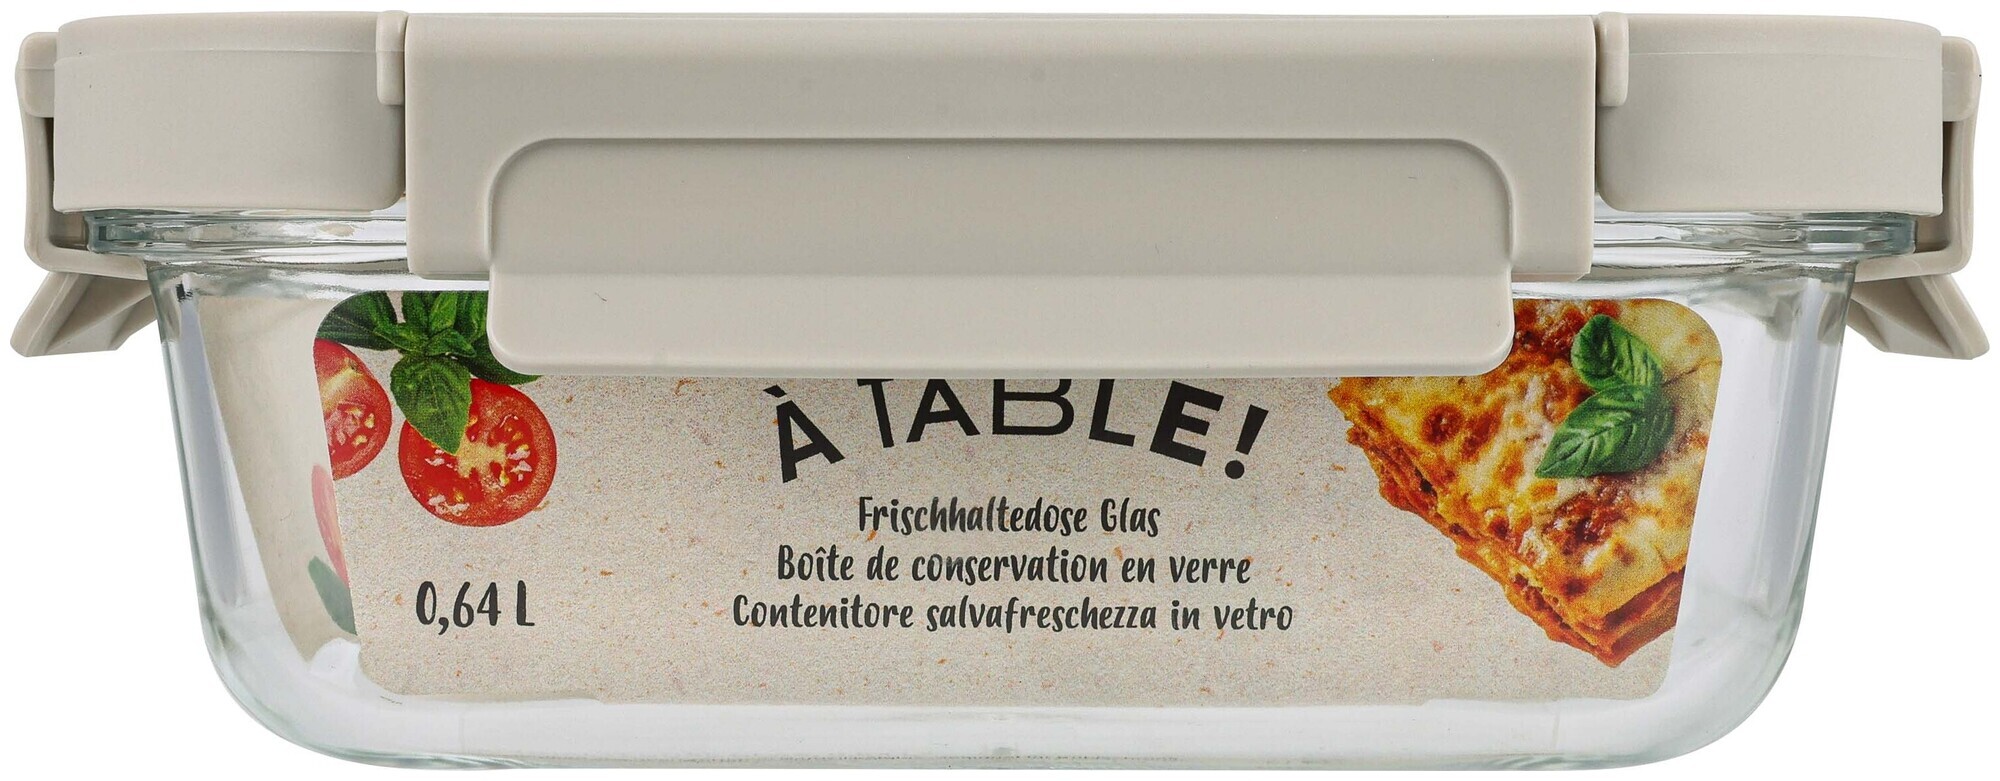 À TABLE!
Frischhaltedose Glas
Boîte de conservation en verre
Contenitore salvafreschezza in vetro
0,64 L